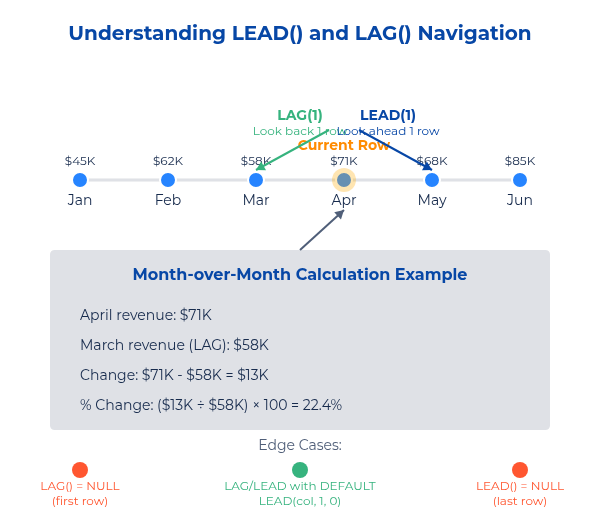 Understanding LEAD() and LAG() Navigation
LAG(1) LEAD(1)
Look back 1 row Look ahead 1 row
Current Row
$45K $62K $58K $71K $68K $85K
Jan Feb Mar Apr May Jun
Month-over-Month Calculation Example
April revenue: $71K
March revenue (LAG): $58K
Change: $71K - $58K = $13K
% Change: ($13K ÷ $58K) × 100 = 22.4%
Edge Cases:
LAG() = NULL LAG/LEAD with DEFAULT LEAD() = NULL
(first row) LEAD(col, 1, 0) (last row)